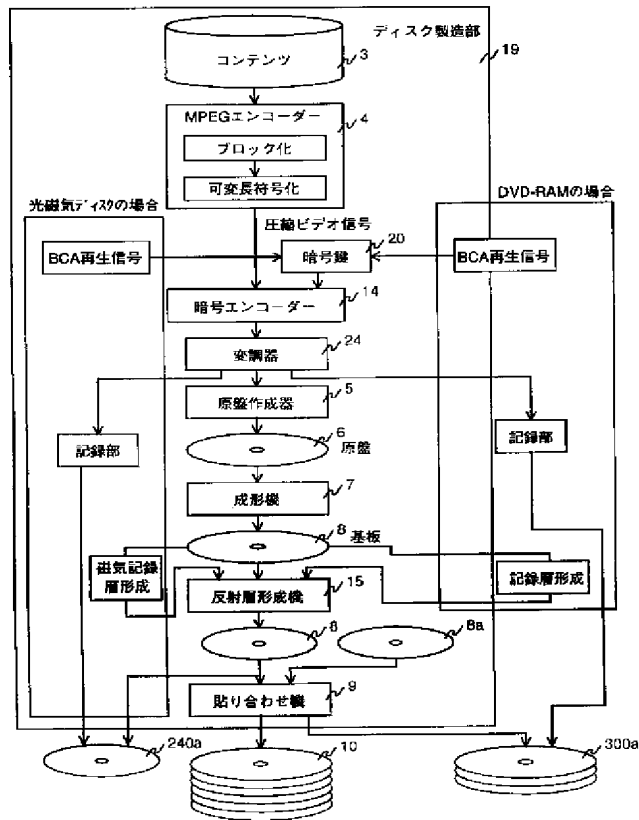 ディスク製造部
19
コンテンツ
3
MPEGエンコーダー
4
ブロック化
可変長符号化
光磁気ディスクの場合
DVD-RAMの場合
圧縮ビデオ信号
20
BCA再生信号
暗号鍵
BCA再生信号
暗号エンコーダー
14
24
変調器
5
原盤作成器
6
原盤
記録部
記録部
7
成形機
8
基板
磁気記録
層形成
15
反射層形成機
記録層形成
8
8a
9
貼り合わせ機
240a
10
300a